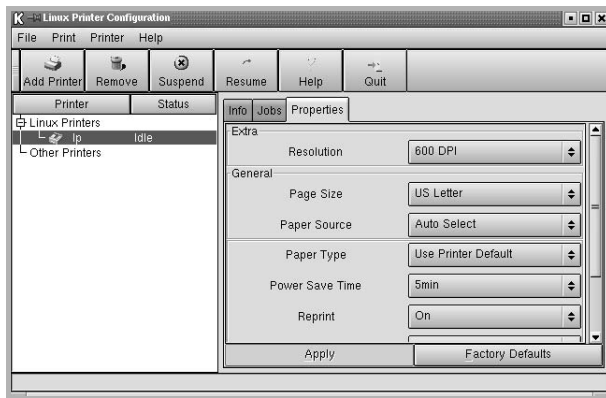 Linux Printer Configuration
File Print Printer Help
Add Printer Remove Suspend Resume Help Quit
Printer Status
Info Jobs Properties
Linux Printers
lp Idle
Other Printers
Extra
Resolution 600 DPI
General
Page Size US Letter
Paper Source Auto Select
Paper Type Use Printer Default
Power Save Time 5min
Reprint On
Apply Factory Defaults